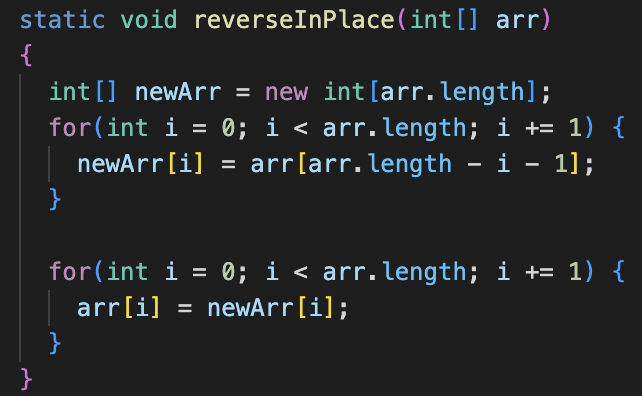 static void reverseInPlace(int[] arr)
{
  int[] newArr = new int[arr.length];
  for(int i = 0; i < arr.length; i += 1) {
    newArr[i] = arr[arr.length - i - 1];
  }

  for(int i = 0; i < arr.length; i += 1) {
    arr[i] = newArr[i];
  }
}